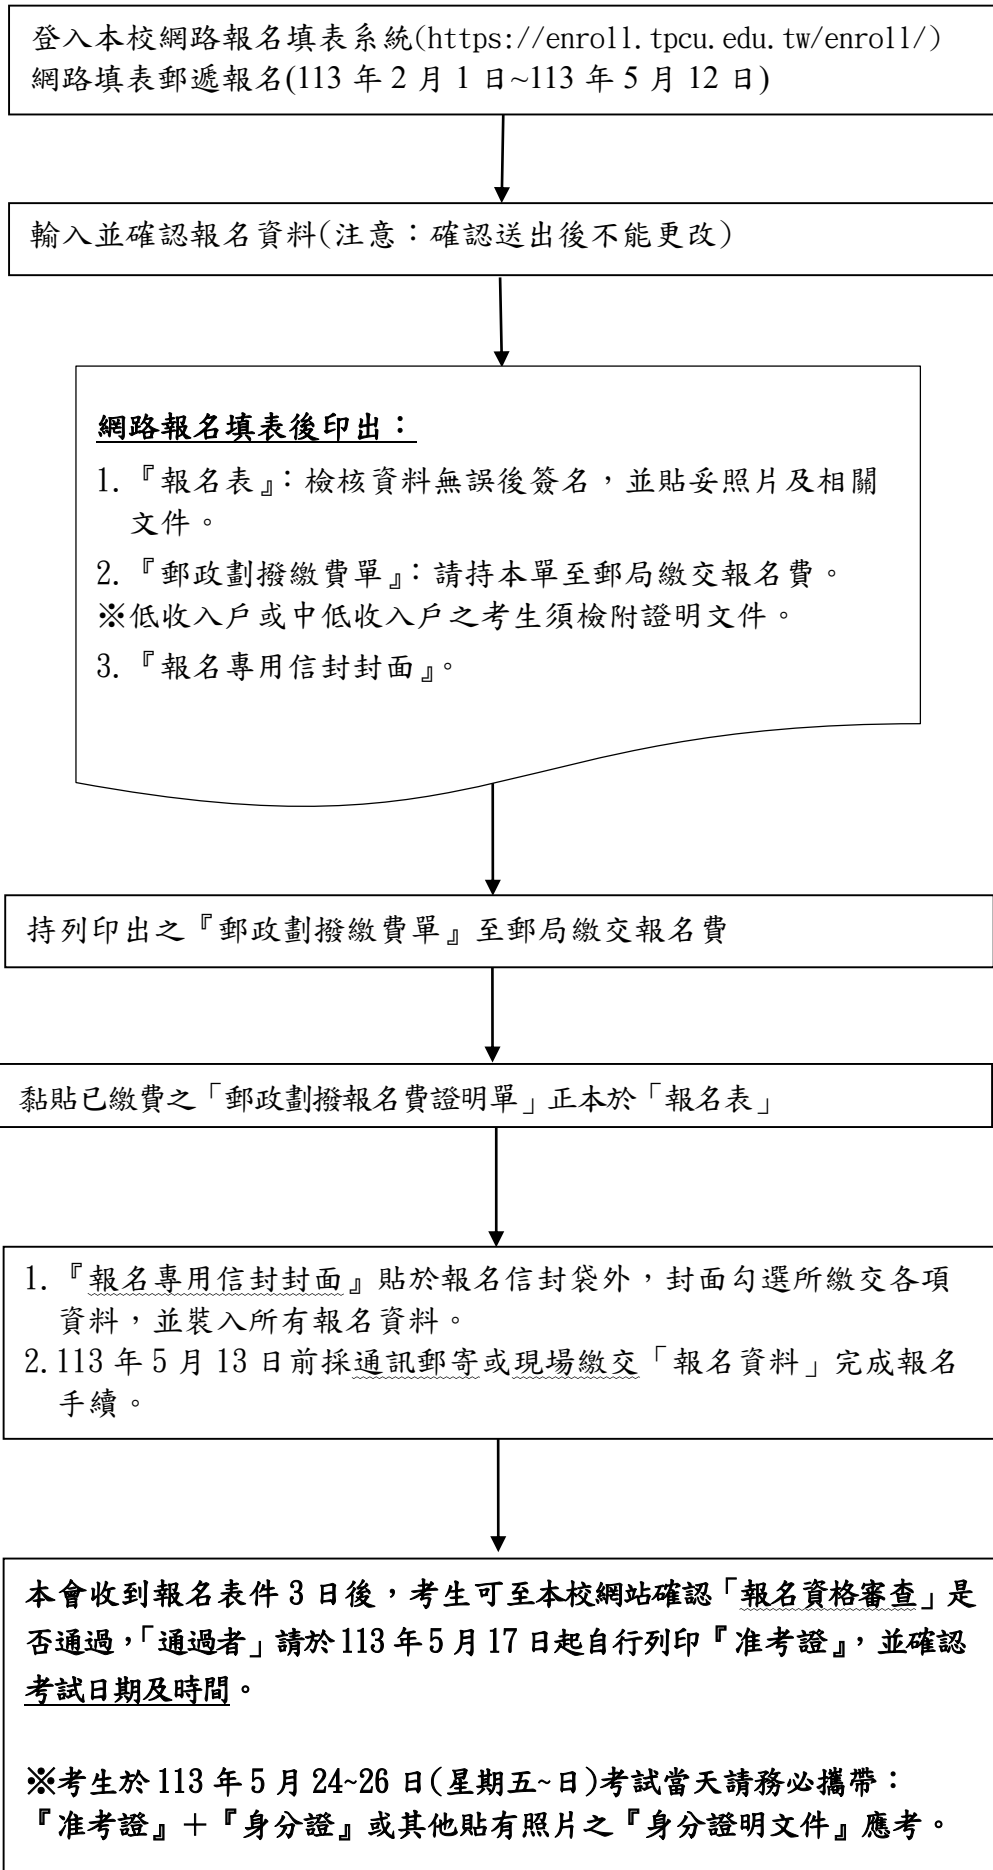 登入本校網路報名填表系統(https://enroll.tpcu.edu.tw/enroll/)
網路填表郵遞報名(113 年 2 月 1 日~113 年 5 月 12 日)
輸入並確認報名資料(注意：確認送出後不能更改)
網路報名填表後印出：
1.『報名表』：檢核資料無誤後簽名，並貼妥照片及相關
文件。
2.『郵政劃撥繳費單』：請持本單至郵局繳交報名費。
※低收入戶或中低收入戶之考生須檢附證明文件。
3.『報名專用信封封面』。
持列印出之『郵政劃撥繳費單』至郵局繳交報名費
黏貼已繳費之「郵政劃撥報名費證明單」正本於「報名表」
1.『報名專用信封封面』貼於報名信封袋外，封面勾選所繳交各項
資料，並裝入所有報名資料。
2.113 年 5 月 13 日前採通訊郵寄或現場繳交「報名資料」完成報名
手續。
本會收到報名表件 3 日後，考生可至本校網站確認「報名資格審查」是
否通過，「通過者」請於 113 年 5 月 17 日起自行列印『准考證』，並確認
考試日期及時間。
※考生於 113 年 5 月 24~26 日(星期五~日)考試當天請務必攜帶：
『准考證』＋『身分證』或其他貼有照片之『身分證明文件』應考。